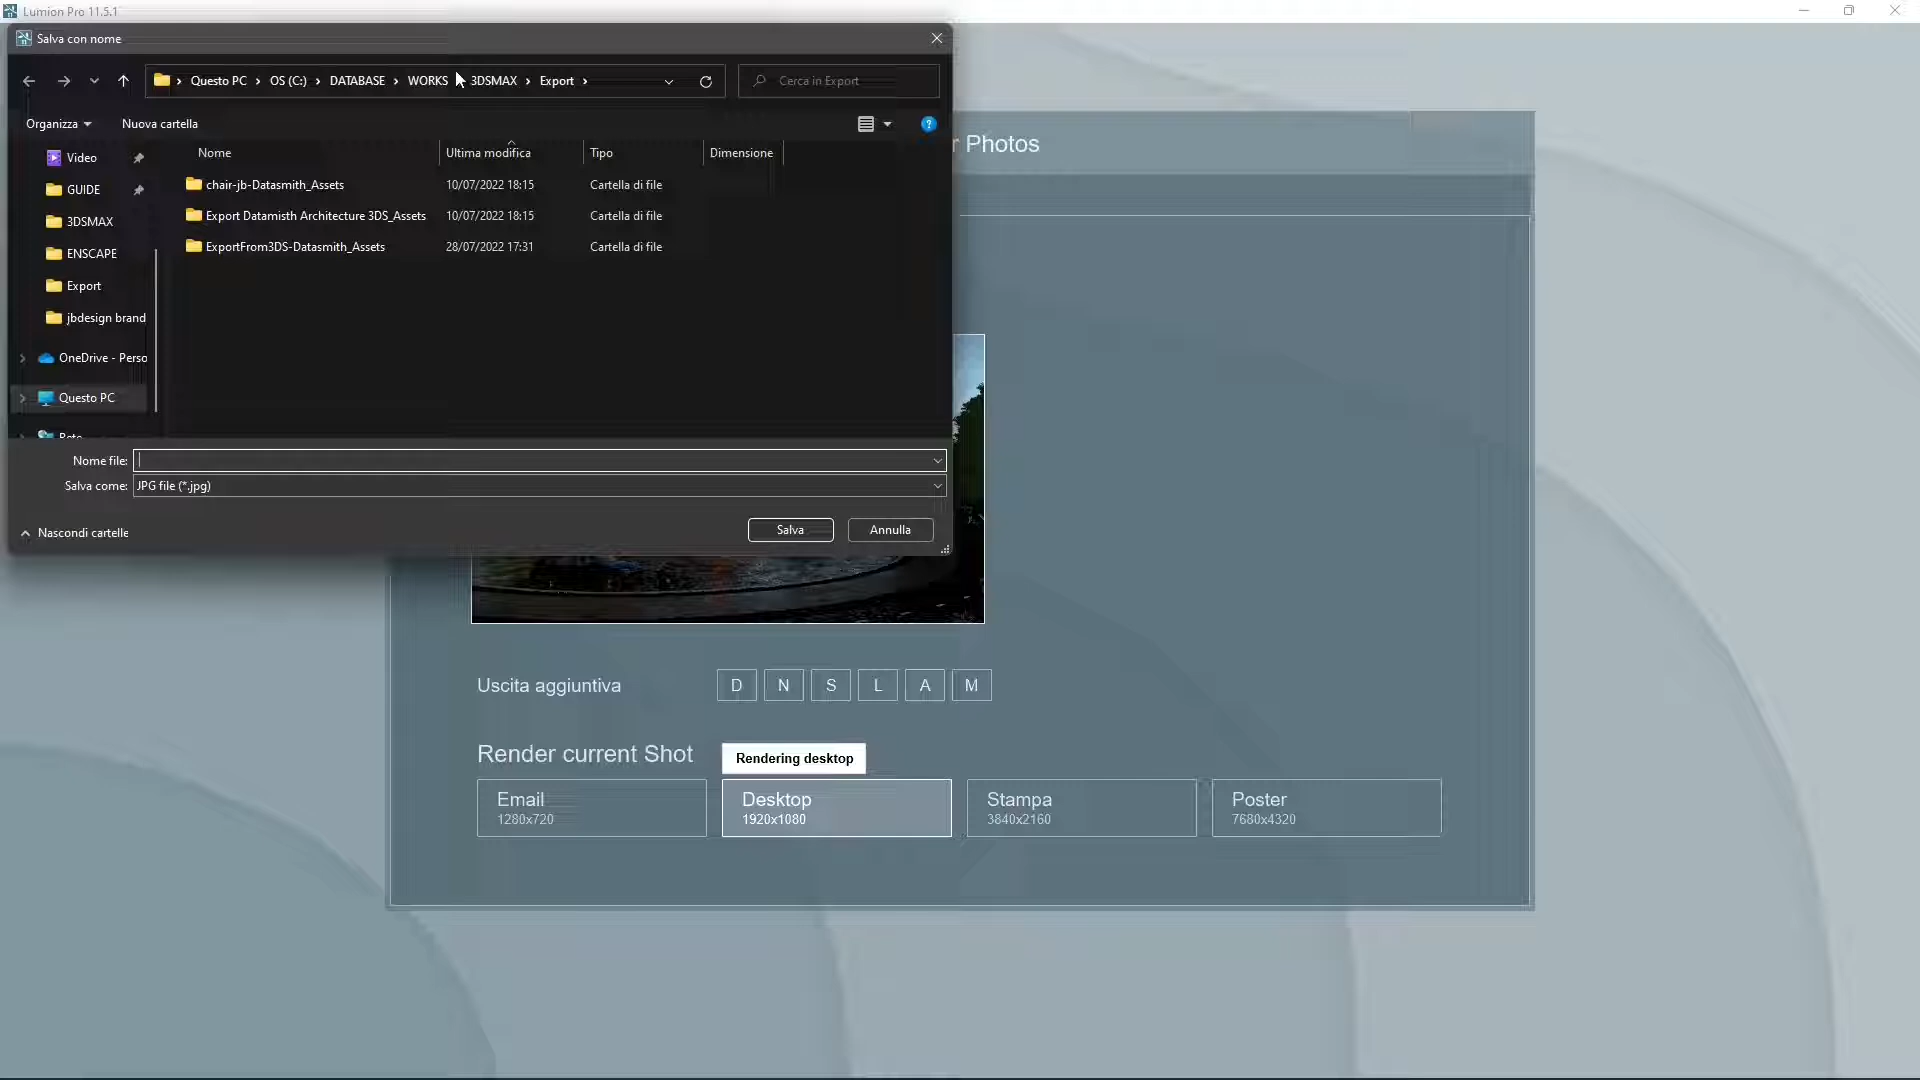 Lumion Pro 11.5.1
Salva con nome
Questo PC › OS (C:) › DATABASE › WORKS › 3DSMAX › Export ›
Cerca in Export
Organizza
Nuova cartella
Nome Ultima modifica Tipo Dimensione
Video
GUIDE
3DSMAX
ENSCAPE
Export
jbdesign brand
OneDrive - Perso
Questo PC
Rete
chair-jb-Datasmith_Assets 10/07/2022 18:15 Cartella di file
Export Datamisth Architecture 3DS_Assets 10/07/2022 18:15 Cartella di file
ExportFrom3DS-Datasmith_Assets 28/07/2022 17:31 Cartella di file
Nome file:
Salva come: JPG file (*.jpg)
Nascondi cartelle
Salva
Annulla
r Photos
Uscita aggiuntiva D N S L A M
Render current Shot
Rendering desktop
Email
1280x720
Desktop
1920x1080
Stampa
3840x2160
Poster
7680x4320